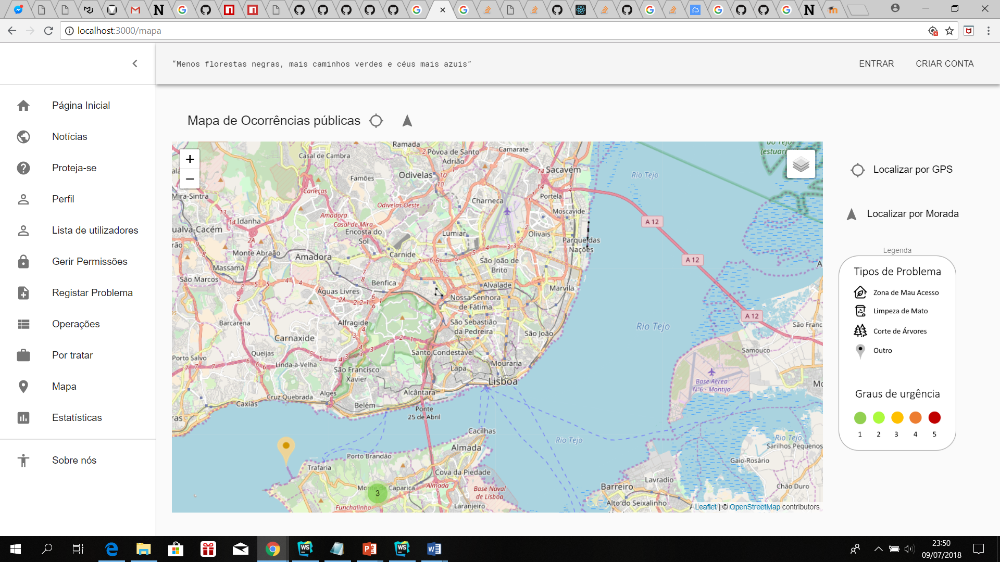 localhost:3000/mapa
“Menos florestas negras, mais caminhos verdes e céus mais azuis”
ENTRAR
CRIAR CONTA
Página Inicial
Notícias
Proteja-se
Perfil
Lista de utilizadores
Gerir Permissões
Registar Problema
Operações
Por tratar
Mapa
Estatísticas
Sobre nós
Mapa de Ocorrências públicas
+
−
Ramada
Casal de Cambra
Póvoa de Santo
Adrião
Camarate
Sacavém
Odivelas
Famões
Caneças
Mira-Sintra
Charneca
Portela
Odivelas Oeste
Amadora
Moscavide
Idanha
Casal de Mira
Encosta do
Sol
Lumiar
Olivais
Parque das
Nações
Monte Abraão
Carnide
Amadora
São João de
Brito
Massamá
São Marcos
Benfica
Alvalade
Marvila
Águas Livres
Nossa Senhora
de Fátima
Barcarena
Alfragide
São Sebastião
da Pedreira
São João
Carnaxide
Porto Salvo
Queijas
Linda-a-Velha
Santo Condestável
São Francisco
Xavier
Lapa
Mouraria
Lisboa
Algés
Alcântara
Cruz Quebrada
Caxias
Belém
Ponte
25 de Abril
Cacilhas
Almada
Porto Brandão
Trafaria
Cova da Piedade
Monte de Caparica
3
Almada
Base Naval
de Lisboa
Funchalinho
Laranjeiro
Rio Tejo
do Tejo
(estuar
A 12
A 12
A 12
Rio Tejo
São Franc
Samouco
Base Aérea
N.º 6 - Montijo
Rio Tejo
Rio Tejo
Sarilhos Pequenos
Gaio-Rosário
Lavradio
Barreiro
Chão Duro
Alto do Seixalinho
Leaflet | © OpenStreetMap contributors
Localizar por GPS
Localizar por Morada
Legenda
Tipos de Problema
Zona de Mau Acesso
Limpeza de Mato
Corte de Árvores
Outro
Graus de urgência
1 2 3 4 5
23:50
09/07/2018